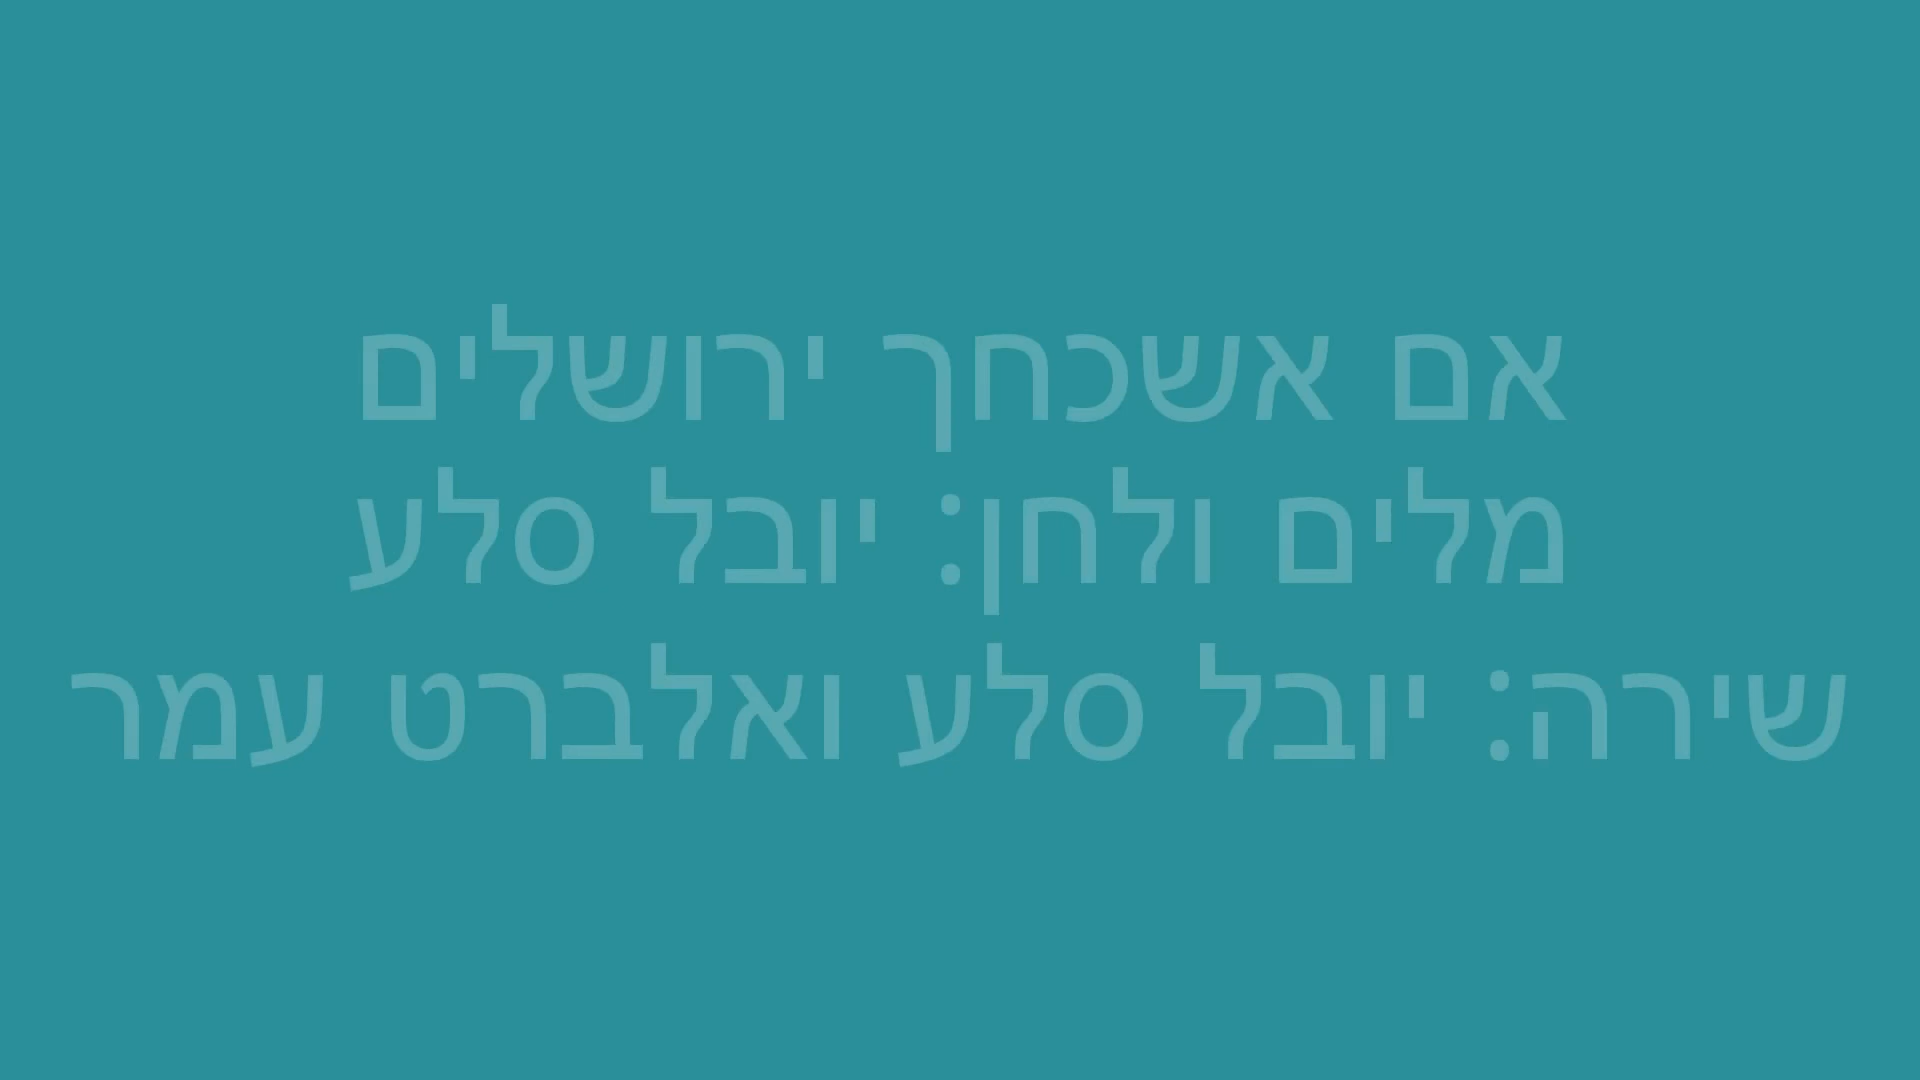 אם אשכחך ירושלים
מלים ולחן: יובל סלע
שירה: יובל סלע ואלברט עמר